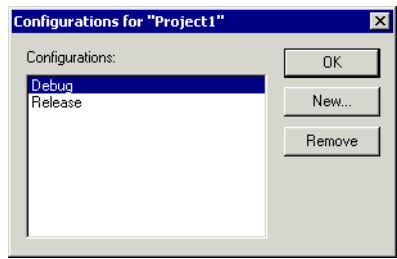 Configurations for "Project1"
Configurations:
OK
Debug
Release
New...
Remove